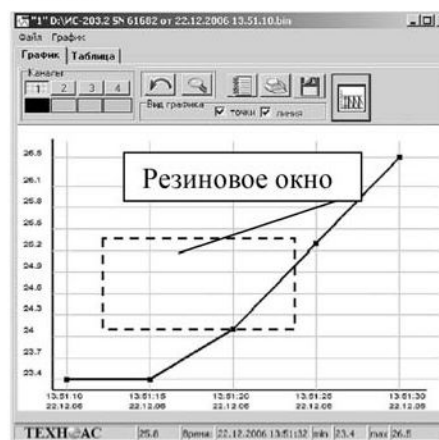 "1" D:\ИС-203.2 SN 61682 от 22.12.2006 13.51.10.bin
Файл График
График Таблица
Каналы
1 2 3 4
Вид графика
точки линия
Резиновое окно
26.5
26.1
25.8
25.5
25.2
24.9
24.6
24.3
24
23.7
23.4
13:51:10 13:51:15 13:51:20 13:51:25 13:51:30
22.12.06 22.12.06 22.12.06 22.12.06 22.12.06
ТЕХНО-АС 25.8 Время: 22.12.2006 13:51:32 min 23.4 max 26.5